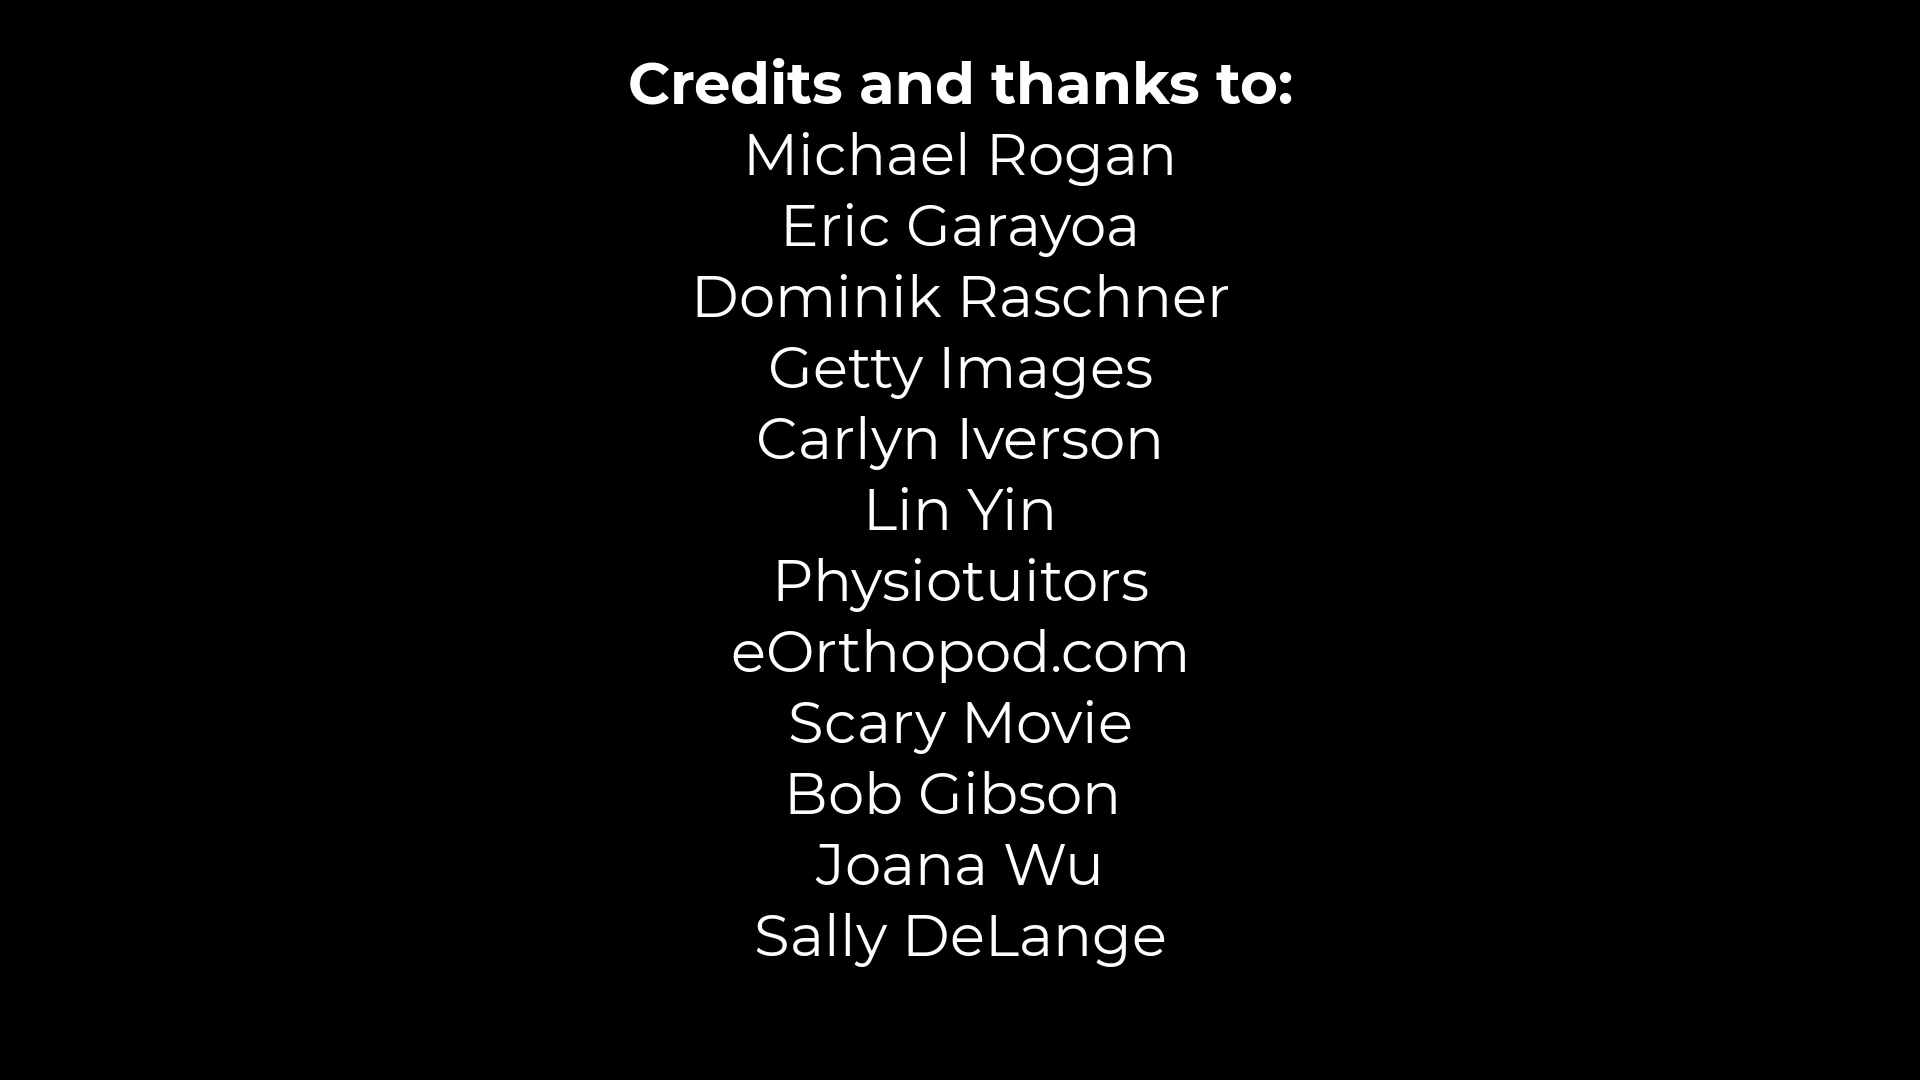 Credits and thanks to:
Michael Rogan
Eric Garayoa
Dominik Raschner
Getty Images
Carlyn Iverson
Lin Yin
Physiotuitors
eOrthopod.com
Scary Movie
Bob Gibson
Joana Wu
Sally DeLange